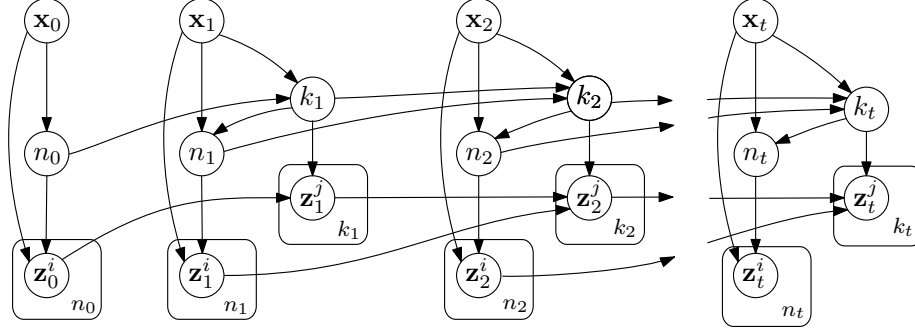 x₀ x₁ x₂ xₜ
k₁ k₂ kₜ
n₀ n₁ n₂ nₜ
z₁ʲ z₂ʲ zₜʲ
k₁ k₂ kₜ
z₀ⁱ z₁ⁱ z₂ⁱ zₜⁱ
n₀ n₁ n₂ nₜ